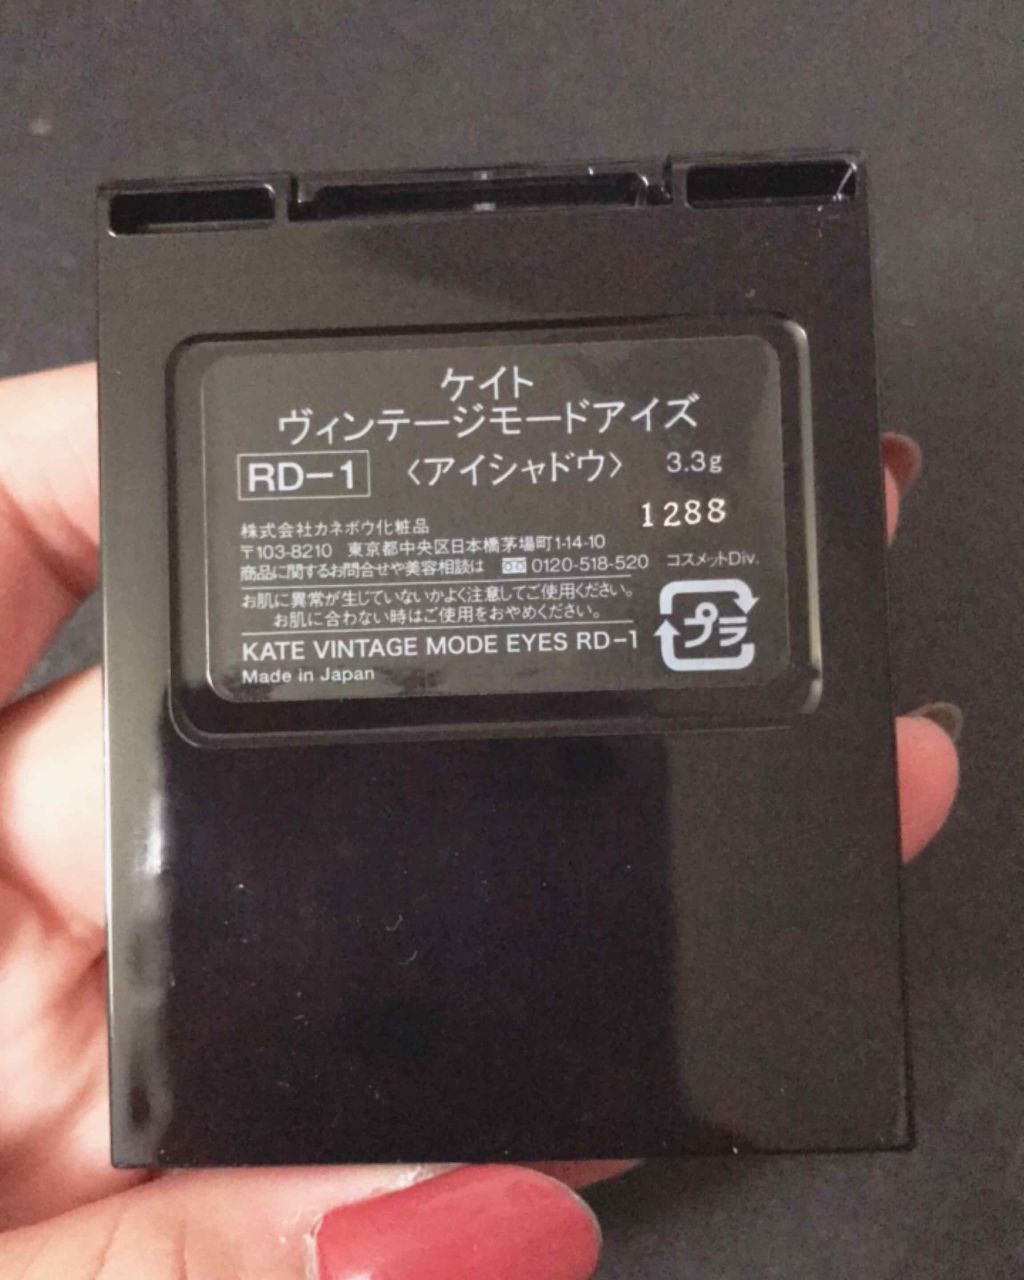 ケイト
ヴィンテージモードアイズ
RD-1 〈アイシャドウ〉 3.3g
1288
株式会社カネボウ化粧品
〒103-8210 東京都中央区日本橋茅場町1-14-10
商品に関するお問合せや美容相談は 0120-518-520 コスメットDiv.
お肌に異常が生じていないかよく注意してご使用ください。
お肌に合わない時はご使用をおやめください。
プラ
KATE VINTAGE MODE EYES RD-1
Made in Japan